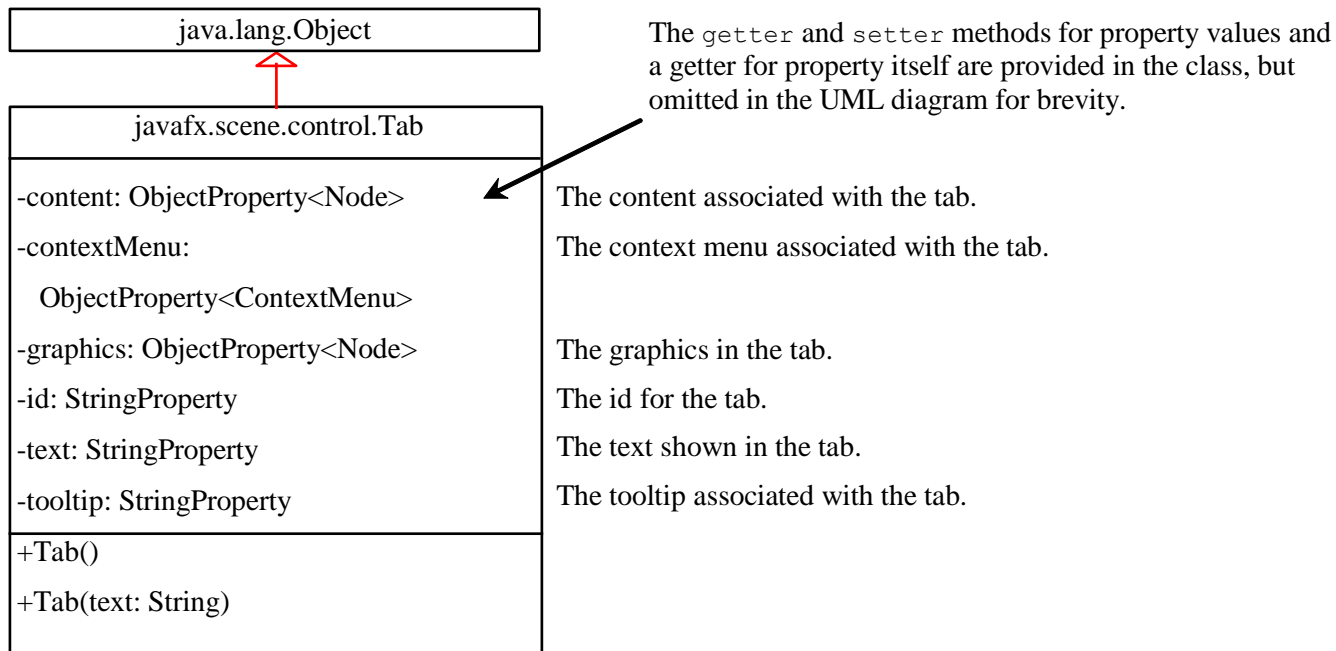 java.lang.Object
The getter and setter methods for property values and
a getter for property itself are provided in the class, but
omitted in the UML diagram for brevity.
javafx.scene.control.Tab
-content: ObjectProperty<Node>
The content associated with the tab.
-contextMenu:
The context menu associated with the tab.
ObjectProperty<ContextMenu>
-graphics: ObjectProperty<Node>
The graphics in the tab.
-id: StringProperty
The id for the tab.
-text: StringProperty
The text shown in the tab.
-tooltip: StringProperty
The tooltip associated with the tab.
+Tab()
+Tab(text: String)